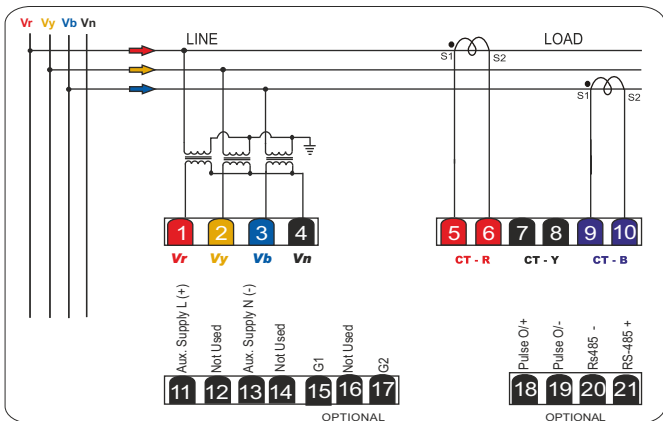 Vr Vy Vb Vn
LINE LOAD
S1 S2
S1 S2
1 2 3 4 5 6 7 8 9 10
Vr Vy Vb Vn CT - R CT - Y CT - B
Aux. Supply L (+)
Not Used
Aux. Supply N (-)
Not Used
G1
Not Used
G2
Pulse O/+
Pulse O/-
Rs485 -
RS-485 +
11 12 13 14 15 16 17 18 19 20 21
OPTIONAL OPTIONAL